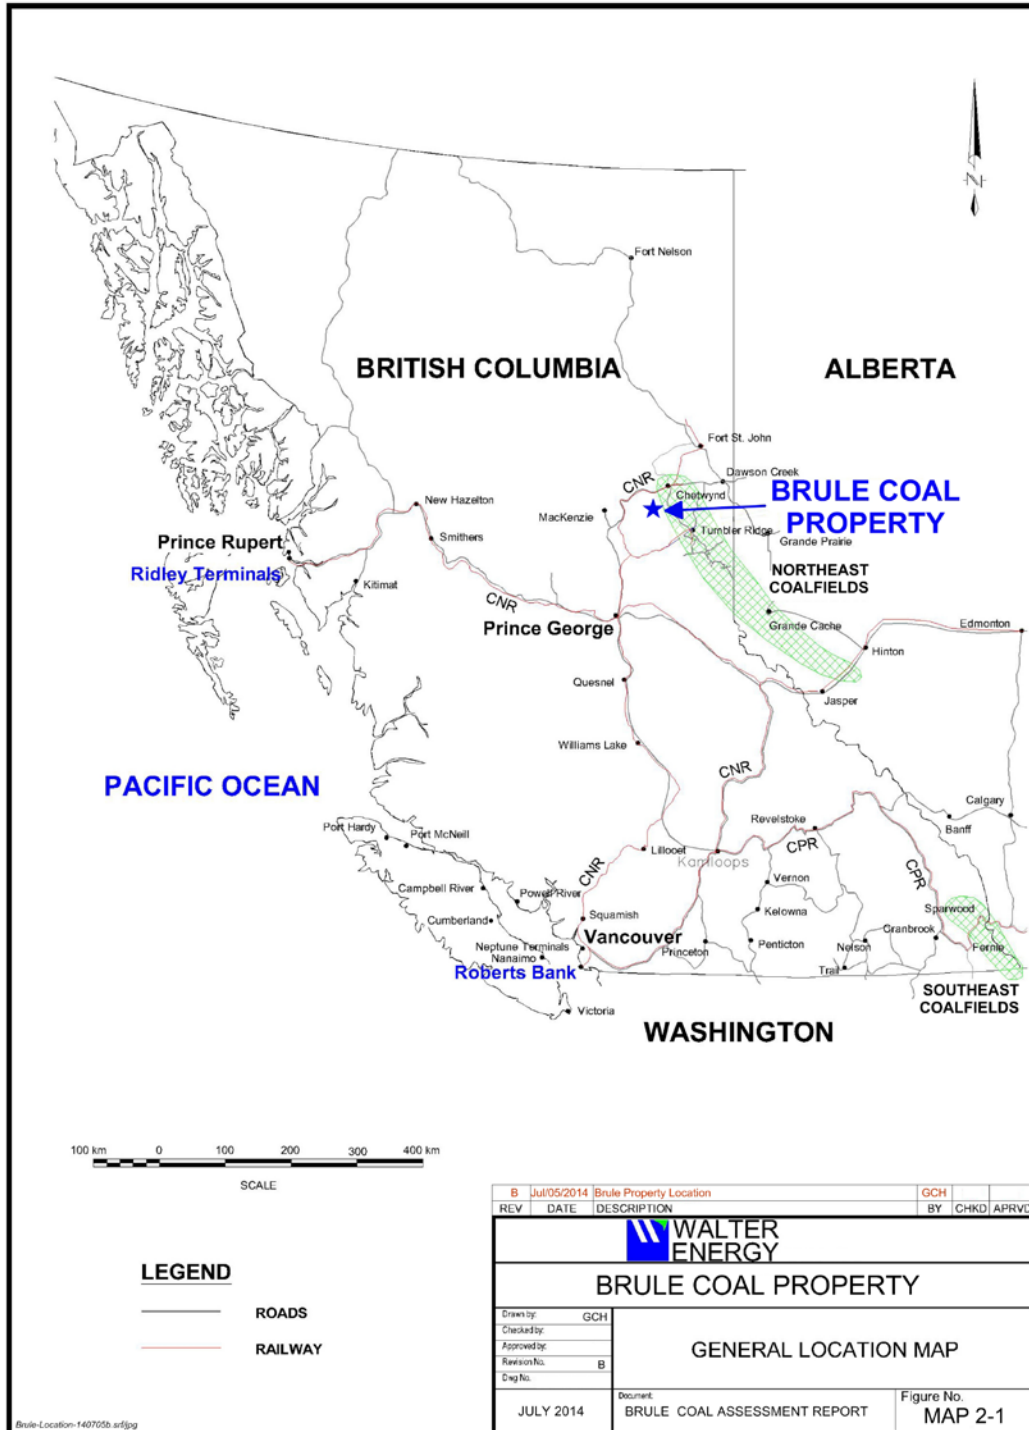 N
Fort Nelson
BRITISH COLUMBIA
ALBERTA
Fort St. John
Dawson Creek
CNR
Chetwynd
BRULE COAL
PROPERTY
New Hazelton
MacKenzie
Tumbler Ridge
Grande Prairie
Smithers
Prince Rupert
Ridley Terminals
Kitimat
NORTHEAST
COALFIELDS
CNR
Prince George
Grande Cache
Edmonton
Hinton
Quesnel
Jasper
Williams Lake
CNR
PACIFIC OCEAN
Calgary
Revelstoke
Banff
Port Hardy
Port McNeill
Lillooet
Kamloops
CPR
CNR
CPR
Vernon
Campbell River
Powell River
Sparwood
Kelowna
Cumberland
Squamish
Cranbrook
Vancouver
Neptune Terminals
Princeton
Penticton
Nelson
Fernie
Nanaimo
Roberts Bank
Trail
SOUTHEAST
COALFIELDS
Victoria
WASHINGTON
100 km 0 100 200 300 400 km
SCALE
LEGEND
ROADS
RAILWAY
B Jul/05/2014 Brule Property Location GCH
REV DATE DESCRIPTION BY CHKD APRVD
WALTER
ENERGY
BRULE COAL PROPERTY
Drawn by: GCH
Checked by:
Approved by:
Revision No. B
Dwg No.
GENERAL LOCATION MAP
JULY 2014
Document:
BRULE COAL ASSESSMENT REPORT
Figure No.
MAP 2-1